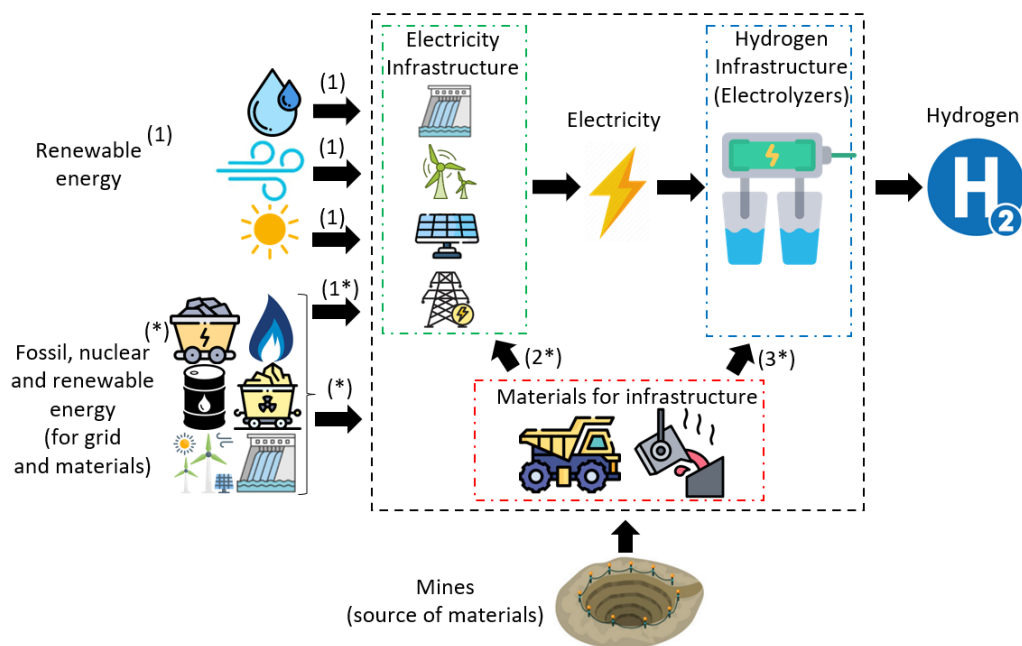 Electricity
Infrastructure
Hydrogen
Infrastructure
(Electrolyzers)
(1)
Electricity
Hydrogen
Renewable (1)
energy
(1)
(1)
H2
(1*)
(*)
Fossil, nuclear
and renewable
energy
(for grid
and materials)
(*)
(2*)
(3*)
Materials for infrastructure
Mines
(source of materials)